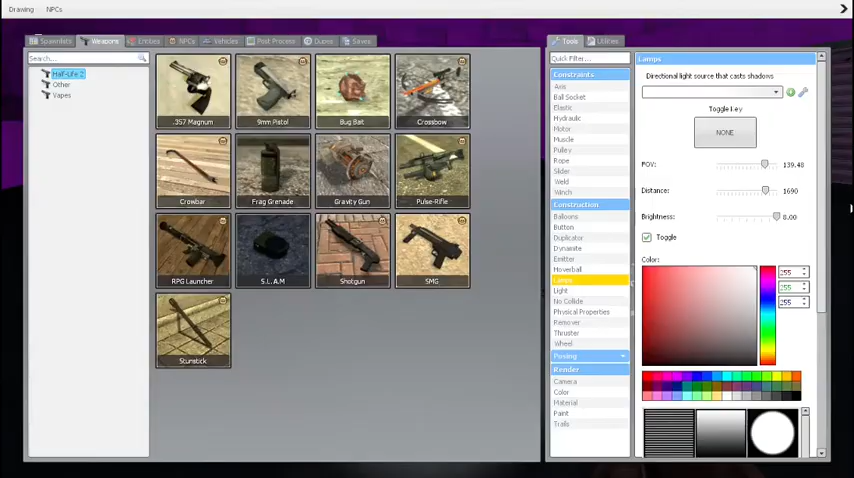 Drawing NPCs
Spawnlists Weapons Entities NPCs Vehicles Post Process Dupes Saves
Search...
Half-Life 2
Other
Vapes
.357 Magnum
9mm Pistol
Bug Bait
Crossbow
Crowbar
Frag Grenade
Gravity Gun
Pulse-Rifle
RPG Launcher
S.L.A.M
Shotgun
SMG
Stunstick
Tools Utilities
Quick Filter...
Constraints
Axis
Ball Socket
Elastic
Hydraulic
Motor
Muscle
Pulley
Rope
Slider
Weld
Winch
Construction
Balloons
Button
Duplicator
Dynamite
Emitter
Hoverball
Lamps
Light
No Collide
Physical Properties
Remover
Thruster
Wheel
Posing
Render
Camera
Color
Material
Paint
Trails
Lamps
Directional light source that casts shadows
Toggle Key
NONE
FOV: 139.48
Distance: 1690
Brightness: 8.00
Toggle
Color:
255
255
255